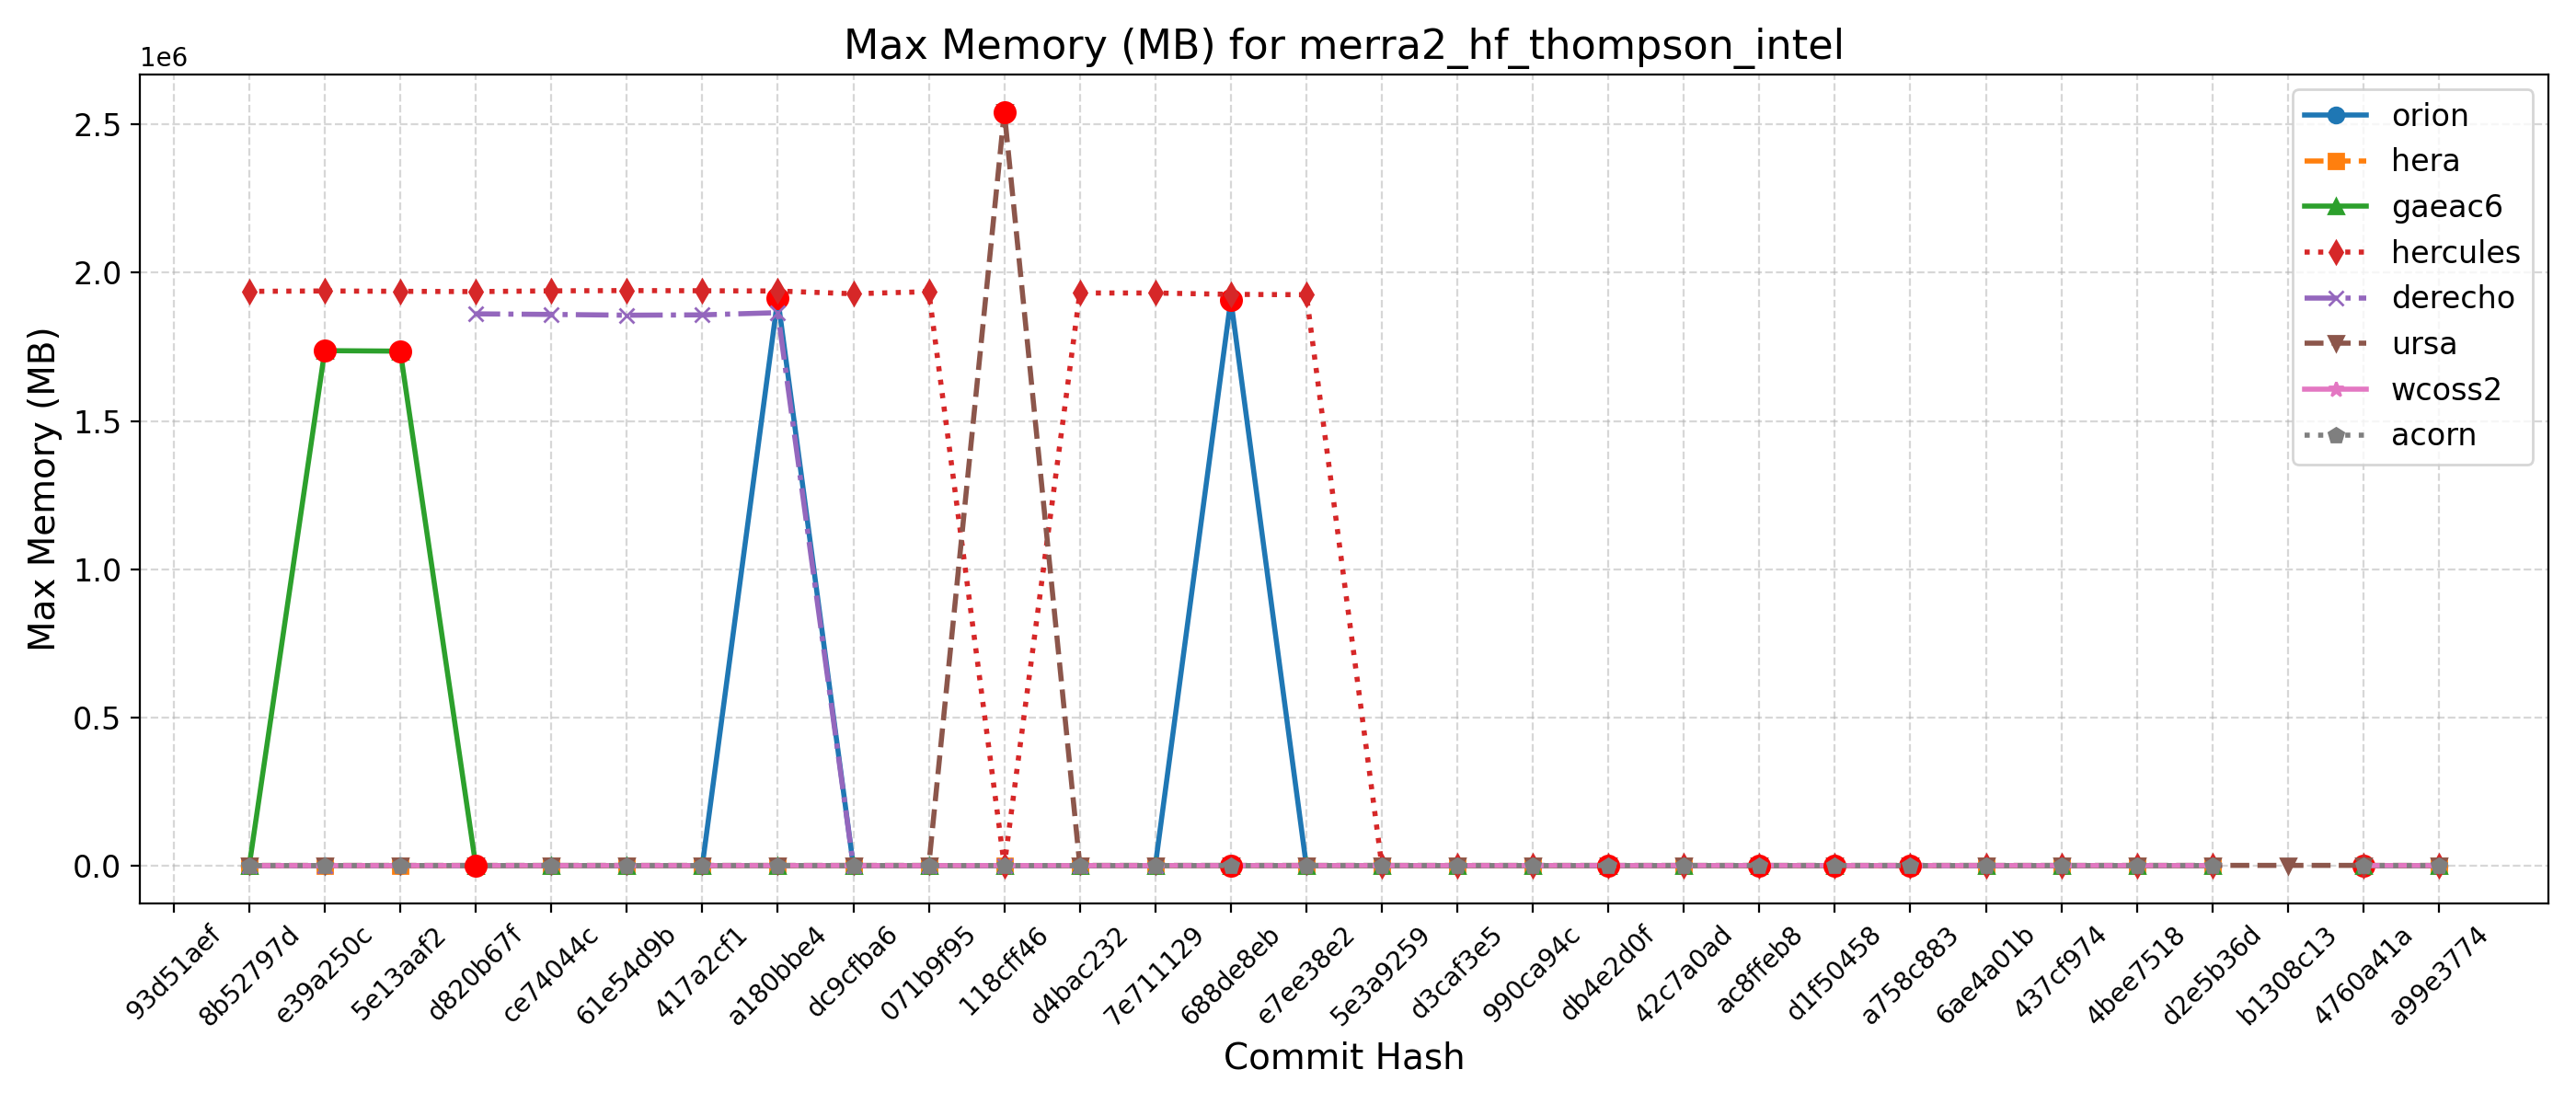 Max Memory (MB) for merra2_hf_thompson_intel
1e6
2.5
2.0
1.5
1.0
0.5
0.0
Max Memory (MB)
orion
hera
gaeac6
hercules
derecho
ursa
wcoss2
acorn
93d51aef
8b52797d
e39a250c
5e13aaf2
d820b67f
ce74044c
61e54d9b
417a2cf1
a180bbe4
dc9cfba6
071b9f95
118cff46
d4bac232
7e711129
688de8eb
e7ee38e2
5e3a9259
d3caf3e5
990ca94c
db4e2d0f
42c7a0ad
ac8ffeb8
d1f50458
a758c883
6ae4a01b
437cf974
4bee7518
d2e5b36d
b1308c13
4760a41a
a99e3774
Commit Hash